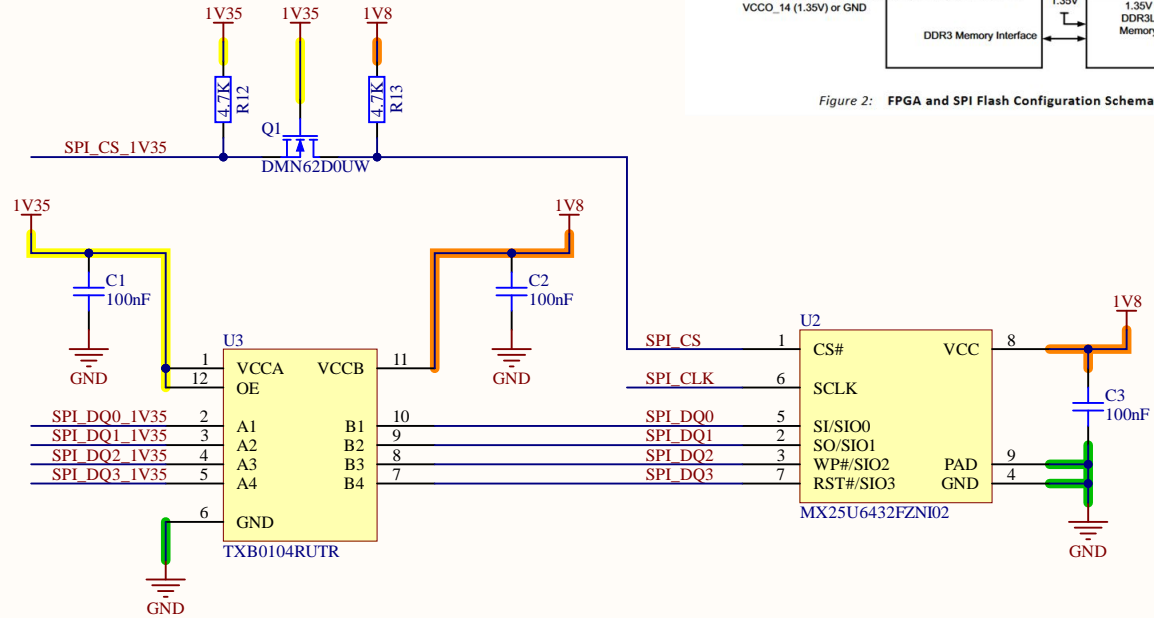 1V35 1V35 1V8
VCCO_14 (1.35V) or GND
1.35V
1.35V
DDR3L
Memory
DDR3 Memory Interface
4.7K R12
4.7K R13
Figure 2: FPGA and SPI Flash Configuration Schema
Q1
SPI_CS_1V35
DMN62D0UW
1V35
1V8
C1
100nF
C2
100nF
GND
GND
1V8
U3
1 VCCA VCCB 11
12 OE
SPI_DQ0_1V35 2 A1 B1 10
SPI_DQ1_1V35 3 A2 B2 9
SPI_DQ2_1V35 4 A3 B3 8
SPI_DQ3_1V35 5 A4 B4 7
6 GND
TXB0104RUTR
GND
U2
SPI_CS 1 CS# VCC 8
SPI_CLK 6 SCLK
SPI_DQ0 5 SI/SIO0
SPI_DQ1 2 SO/SIO1
SPI_DQ2 3 WP#/SIO2 PAD 9
SPI_DQ3 7 RST#/SIO3 GND 4
MX25U6432FZNI02
C3
100nF
GND